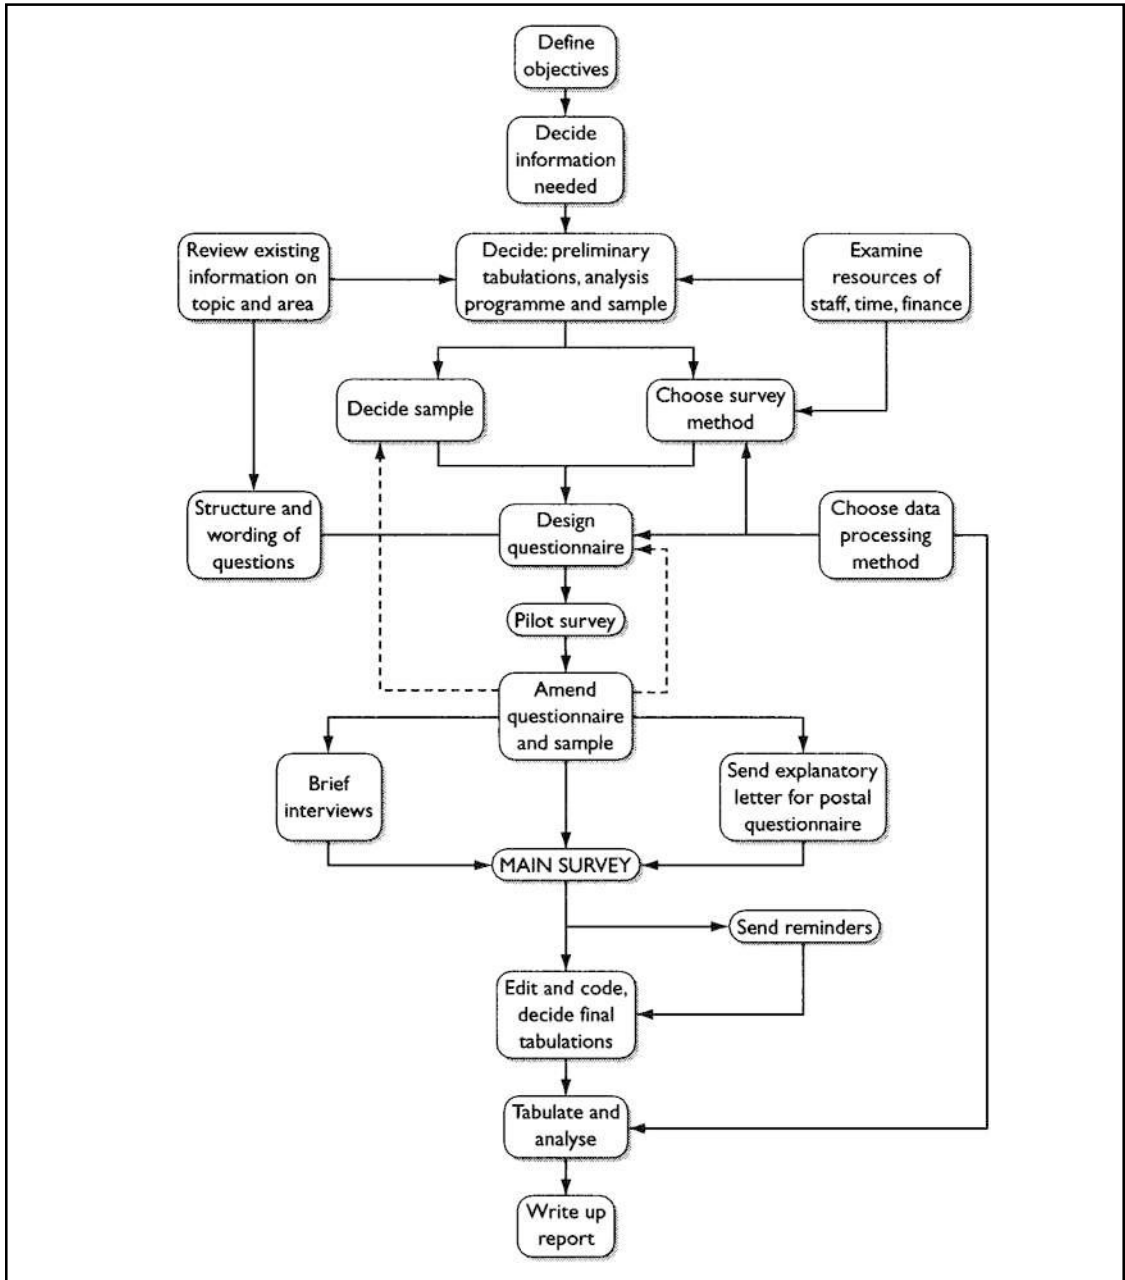 Define
objectives
Decide
information
needed
Review existing
information on
topic and area
Decide: preliminary
tabulations, analysis
programme and sample
Examine
resources of
staff, time, finance
Decide sample
Choose survey
method
Structure and
wording of
questions
Design
questionnaire
Choose data
processing
method
Pilot survey
Amend
questionnaire
and sample
Brief
interviews
Send explanatory
letter for postal
questionnaire
MAIN SURVEY
Send reminders
Edit and code,
decide final
tabulations
Tabulate and
analyse
Write up
report